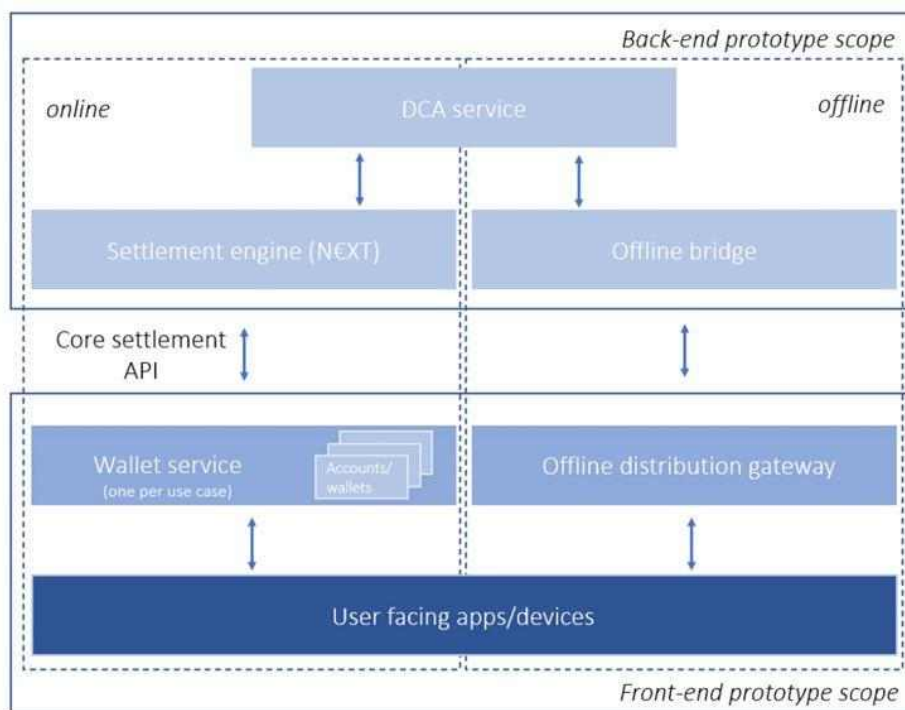 Back-end prototype scope
online
DCA service
offline
Settlement engine (N€XT)
Offline bridge
Core settlement
API
Wallet service
(one per use case)
Accounts/
wallets
Offline distribution gateway
User facing apps/devices
Front-end prototype scope